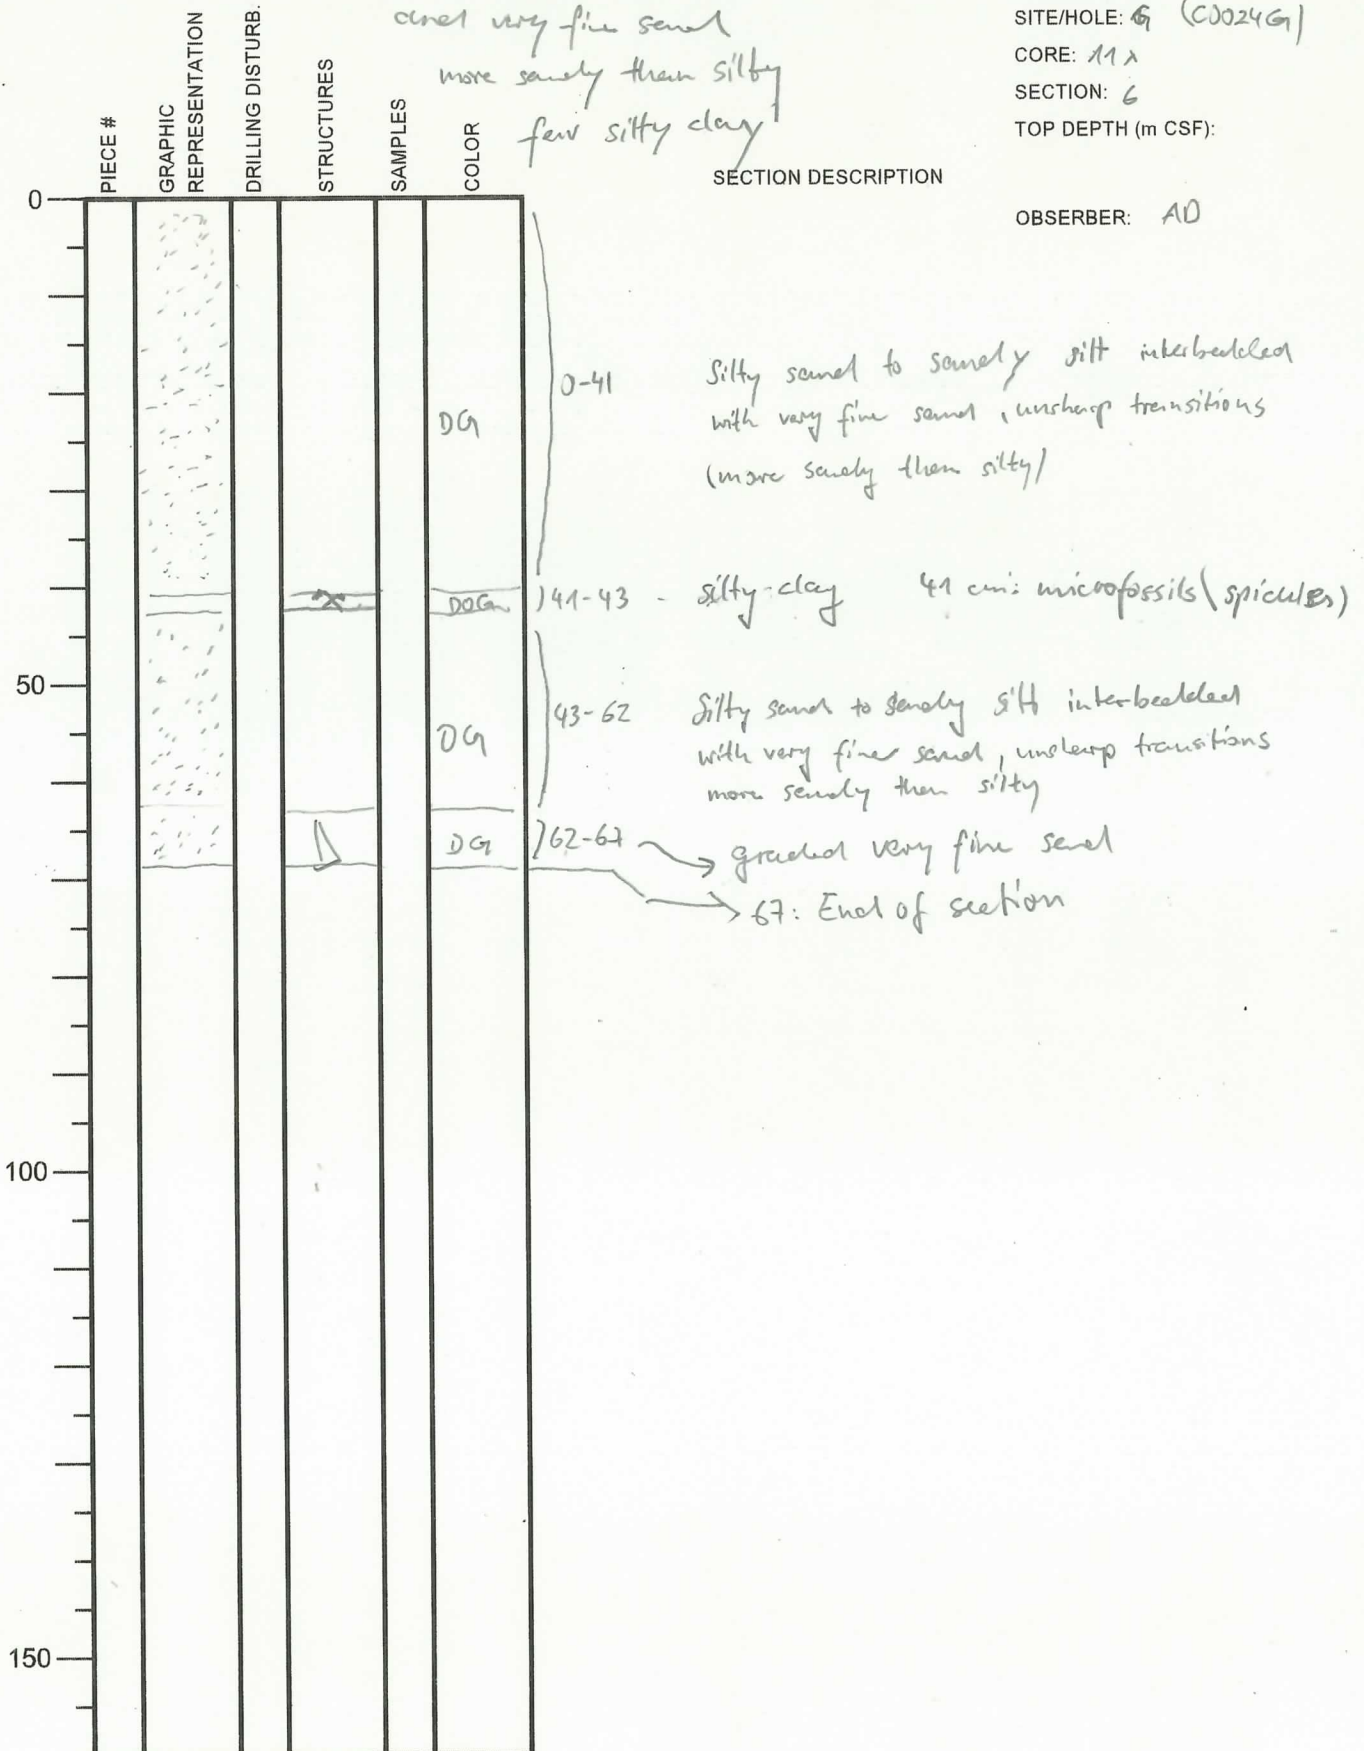 and very fine sand
more sandy than silty
few silty clay
SITE/HOLE: G (C0024G)
CORE: 11X
SECTION: 6
TOP DEPTH (m CSF):
PIECE #
GRAPHIC
REPRESENTATION
DRILLING DISTURB.
STRUCTURES
SAMPLES
COLOR
SECTION DESCRIPTION
OBSERBER: AD
0
DG
0-41
Silty sand to sandy silt interbedded
with very fine sand, unsharp transitions
(more sandy than silty)
X
DOGn
41-43 - silty-clay 41 cm: microfossils (spicules)
50
DG
43-62
Silty sand to sandy silt interbedded
with very fine sand, unsharp transitions
more sandy than silty
DG
62-67
graded very fine sand
67: End of section
100
150